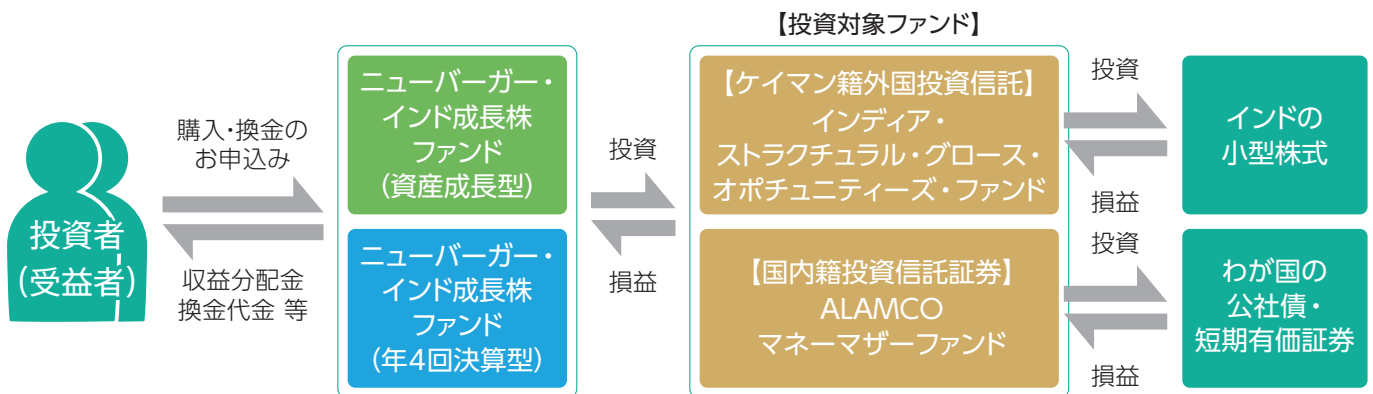 【投資対象ファンド】
投資者
(受益者)
購入・換金の
お申込み
収益分配金
換金代金 等
ニューバーガー・
インド成長株
ファンド
(資産成長型)
ニューバーガー・
インド成長株
ファンド
(年4回決算型)
投資
損益
【ケイマン籍外国投資信託】
インディア・
ストラクチュラル・グロース・
オポチュニティーズ・ファンド
【国内籍投資信託証券】
ALAMCO
マネーマザーファンド
投資
損益
投資
損益
インドの
小型株式
わが国の
公社債・
短期有価証券